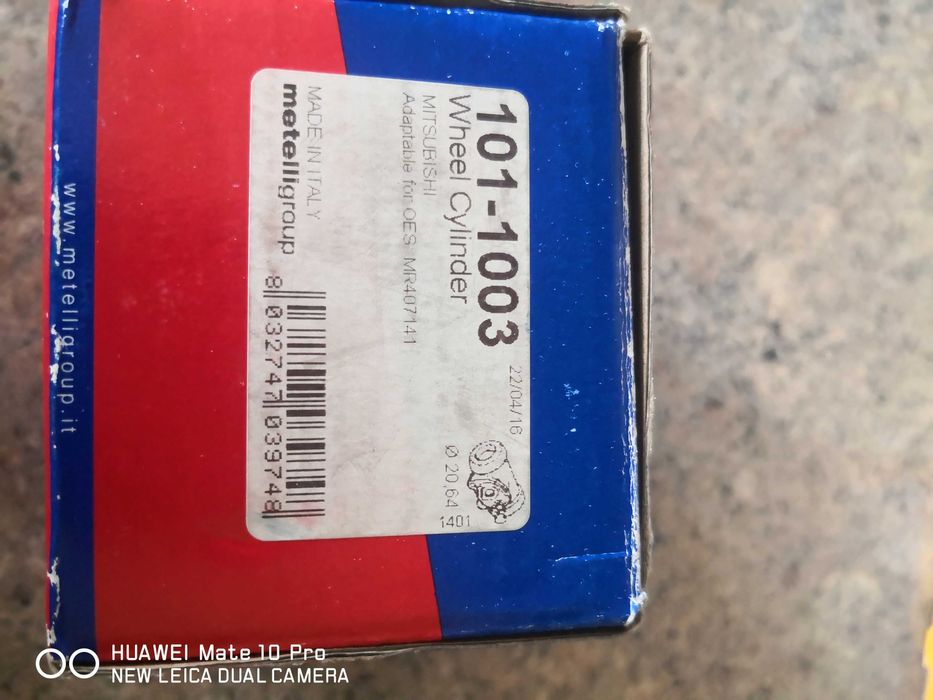 101-1003
22/04/16
Wheel Cylinder
MITSUBISHI
Adaptable for OES: MR407141
Ø 20,64
1401
MADE IN ITALY
metelligroup
8 032747 039748
www.metelligroup.it
HUAWEI Mate 10 Pro
NEW LEICA DUAL CAMERA